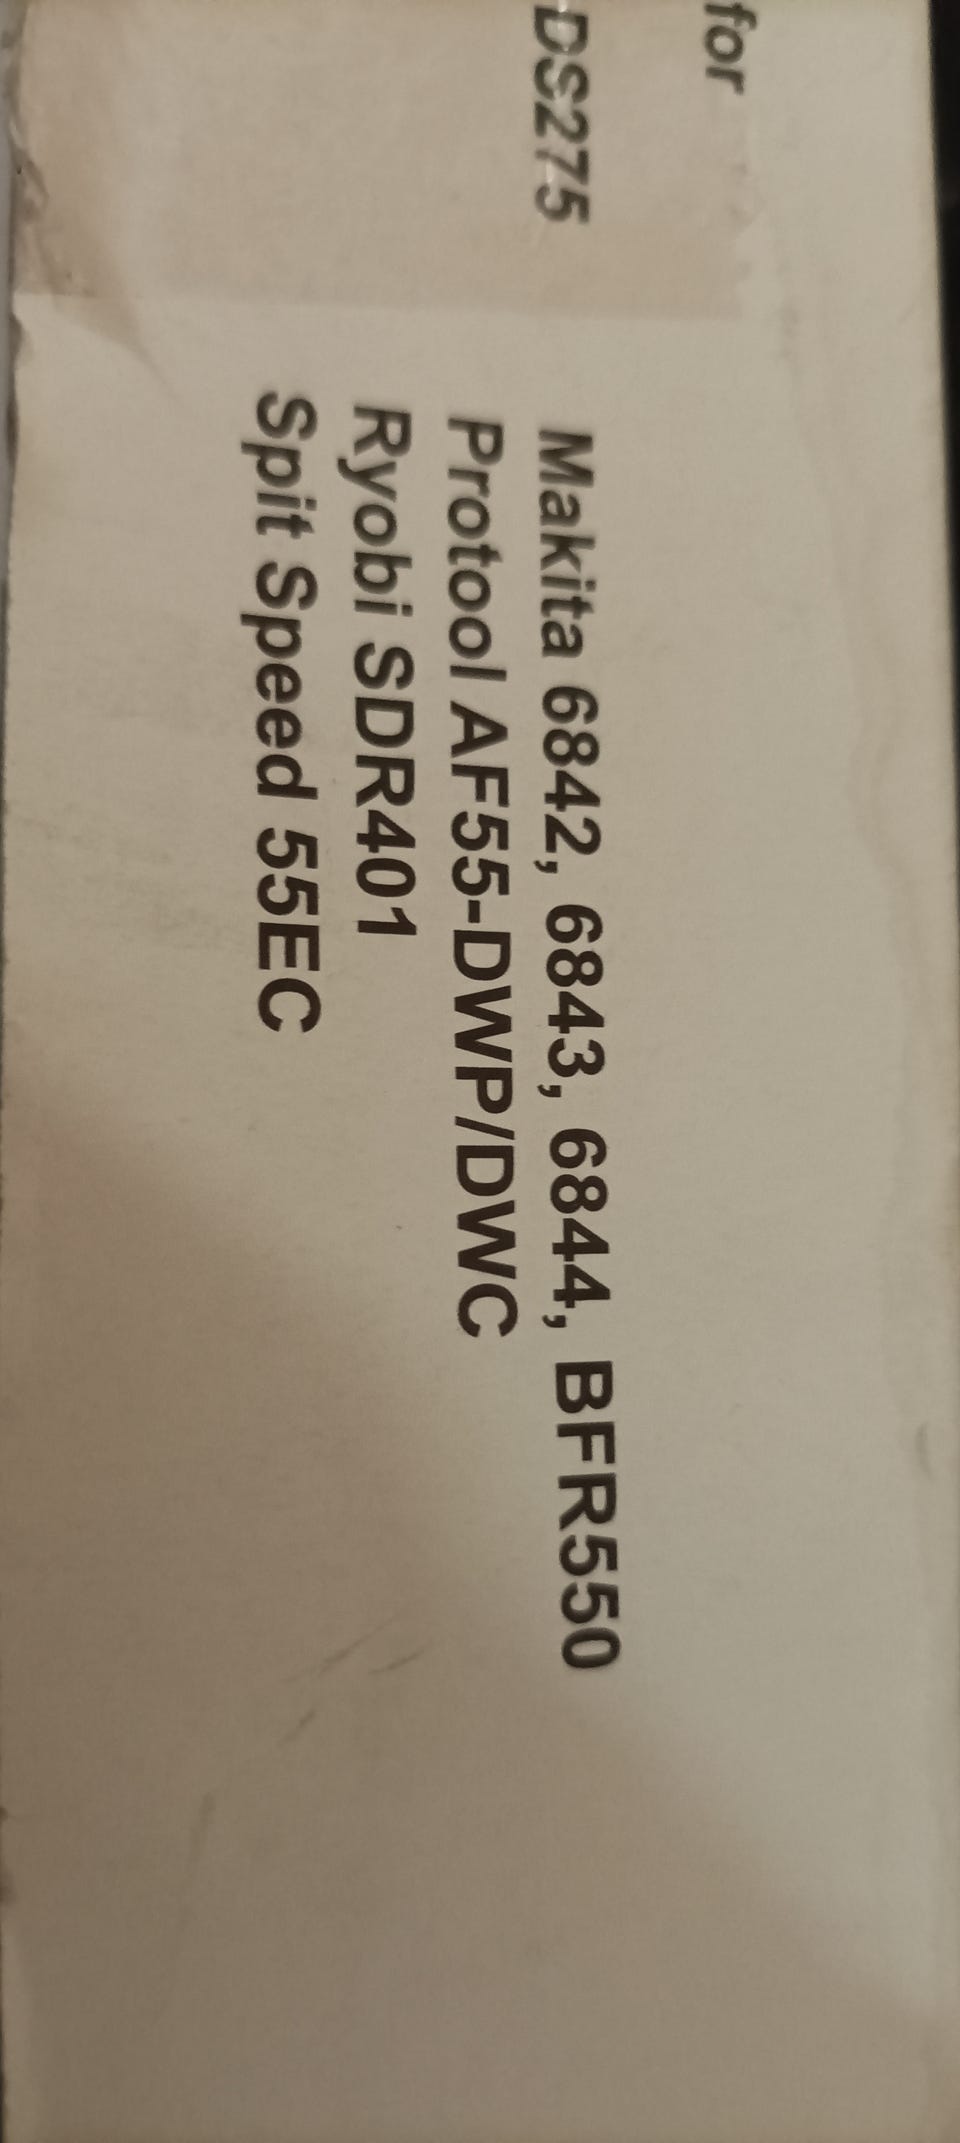 for
DS275
Makita 6842, 6843, 6844, BFR550
Protool AF55-DWP/DWC
Ryobi SDR401
Spit Speed 55EC